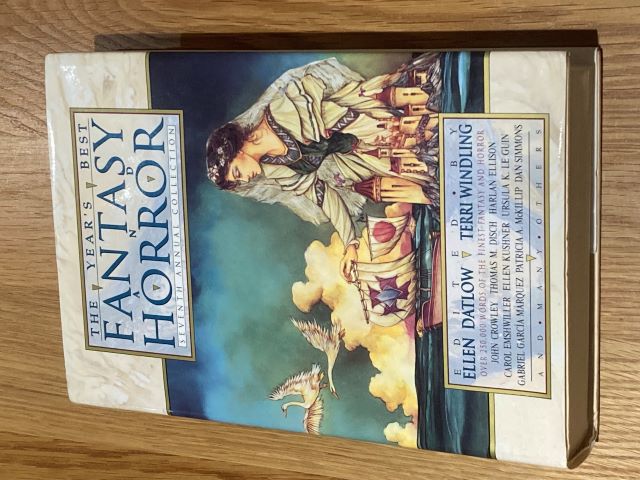 THE YEAR'S BEST
FANTASY
AND
HORROR
SEVENTH ANNUAL COLLECTION
EDITED BY
ELLEN DATLOW TERRI WINDLING
OVER 250,000 WORDS OF THE FINEST FANTASY AND HORROR
JOHN CROWLEY THOMAS M. DISCH HARLAN ELLISON
CAROL EMSHWILLER ELLEN KUSHNER URSULA K. LE GUIN
GABRIEL GARCIA MARQUEZ PATRICIA A. McKILLIP DAN SIMMONS
AND MANY OTHERS